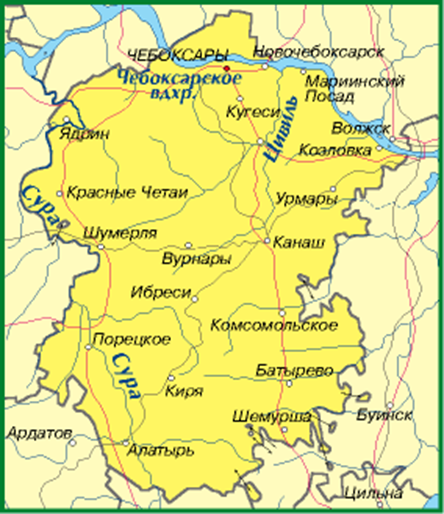 ЧЕБОКСАРЫ
Новочебоксарск
Чебоксарское
вдхр.
Мариинский
Посад
Кугеси
Цивиль
Волжск
Козловка
Ядрин
Сура
Красные Четаи
Урмары
Шумерля
Вурнары
Канаш
Ибреси
Комсомольское
Порецкое
Сура
Киря
Батырево
Шемурша
Буинск
Ардатов
Алатырь
Цильна